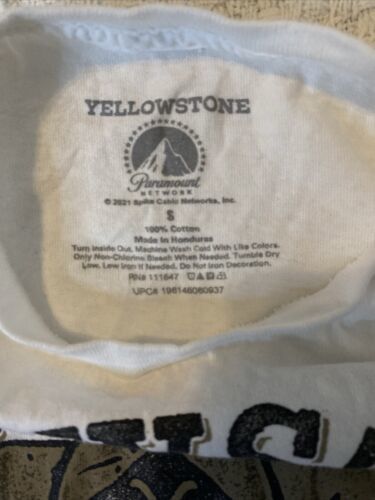 YELLOWSTONE
Paramount
NETWORK
© 2021 Spike Cable Networks, Inc.
S
100% Cotton
Made In Honduras
Turn Inside Out. Machine Wash Cold With Like Colors.
Only Non-Chlorine Bleach When Needed. Tumble Dry
Low. Low Iron If Needed. Do Not Iron Decoration.
RN# 111647
UPC# 196146080937